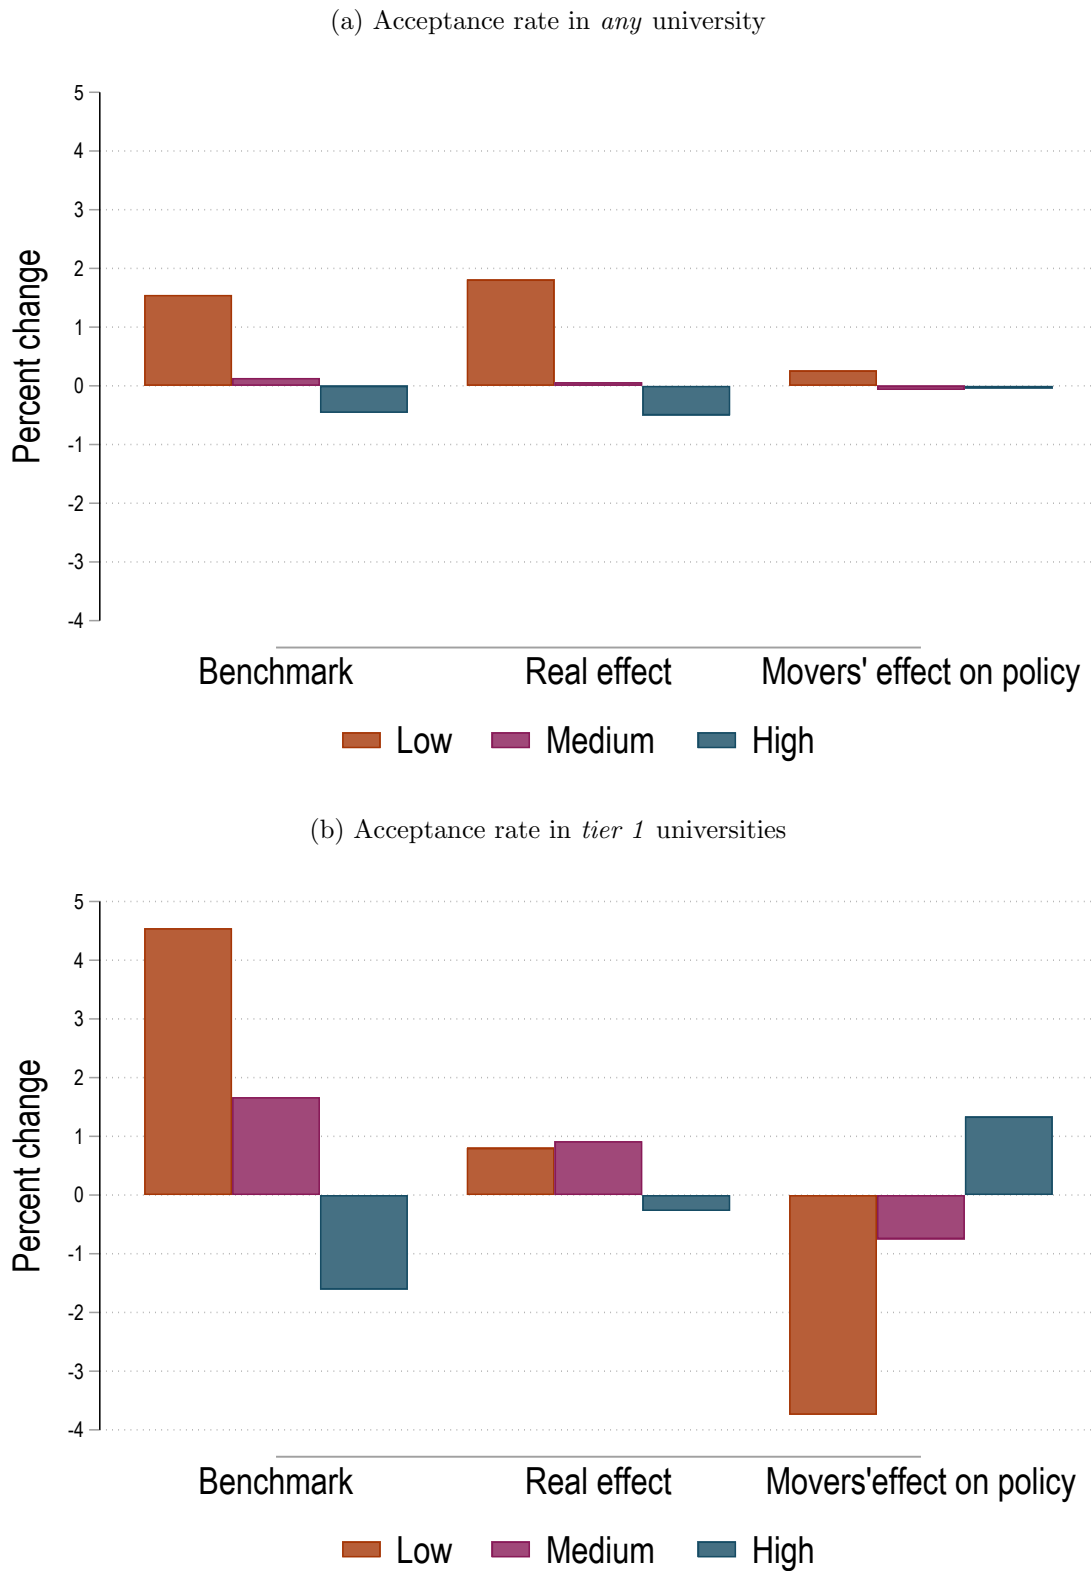 (a) Acceptance rate in any university
5
4
3
2
1
0
-1
-2
-3
-4
Percent change
Benchmark Real effect Movers' effect on policy
Low Medium High
(b) Acceptance rate in tier 1 universities
5
4
3
2
1
0
-1
-2
-3
-4
Percent change
Benchmark Real effect Movers'effect on policy
Low Medium High